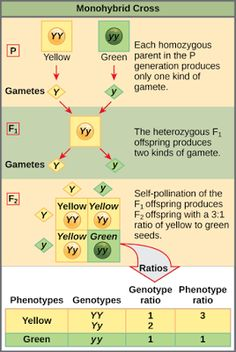 Monohybrid Cross
P
YY
yy
Yellow
Green
Each homozygous
parent in the P
generation produces
only one kind of
gamete.
Gametes
Y
y
F1
Yy
The heterozygous F1
offspring produces
two kinds of gamete.
Gametes
Y
y
F2
Y
y
Self-pollination of the
F1 offspring produces
F2 offspring with a 3:1
ratio of yellow to green
seeds.
Y
Yellow
YY
Yellow
Yy
y
Yellow
Yy
Green
yy
Ratios
Phenotypes Genotypes Genotype ratio Phenotype ratio
Yellow YY 1 3
Yy 2
Green yy 1 1